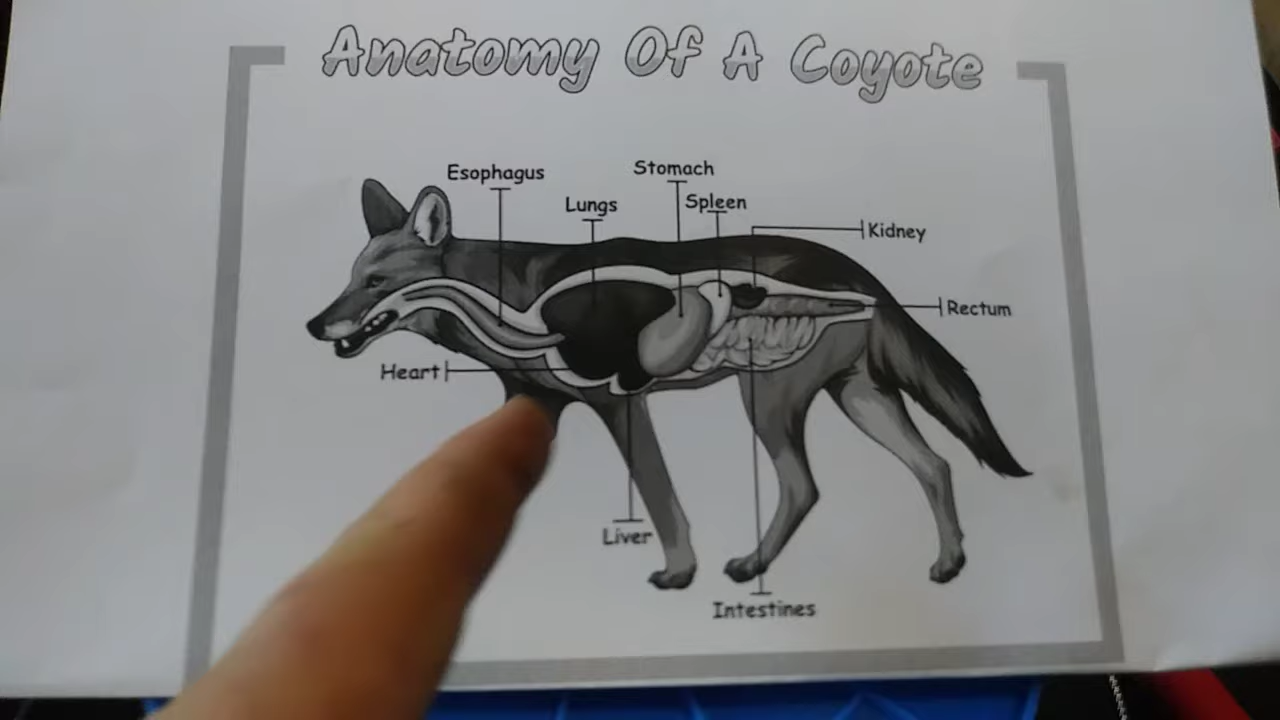 Anatomy Of A Coyote
Esophagus
Stomach
Lungs
Spleen
Kidney
Rectum
Heart
Liver
Intestines